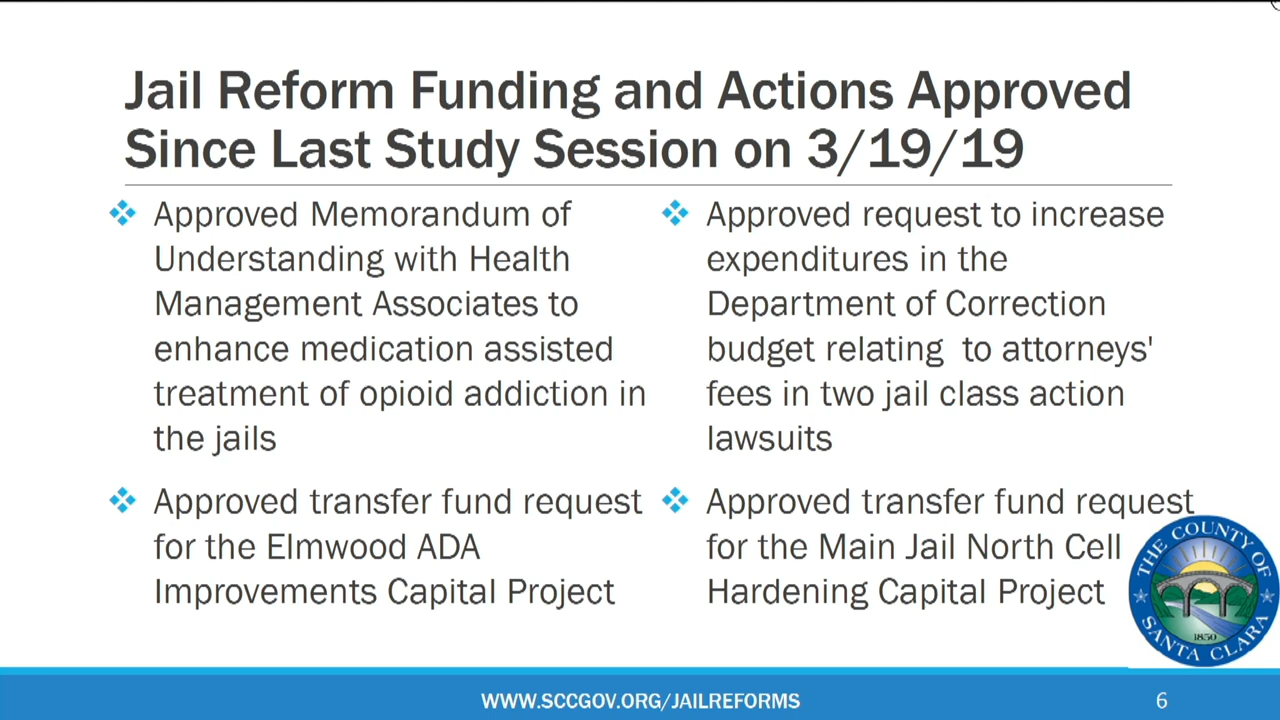 Jail Reform Funding and Actions Approved
Since Last Study Session on 3/19/19
Approved Memorandum of
Understanding with Health
Management Associates to
enhance medication assisted
treatment of opioid addiction in
the jails
Approved transfer fund request
for the Elmwood ADA
Improvements Capital Project
Approved request to increase
expenditures in the
Department of Correction
budget relating  to attorneys'
fees in two jail class action
lawsuits
Approved transfer fund request
for the Main Jail North Cell
Hardening Capital Project
THE COUNTY OF
SANTA CLARA
1850
WWW.SCCGOV.ORG/JAILREFORMS
6